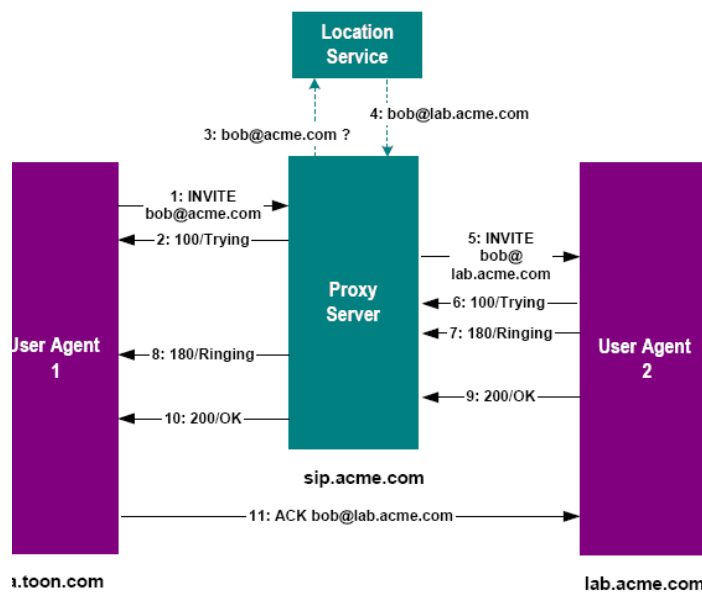 Location
Service
4: bob@lab.acme.com
3: bob@acme.com ?
1: INVITE
bob@acme.com
2: 100/Trying
5: INVITE
bob@
lab.acme.com
Proxy
Server
6: 100/Trying
7: 180/Ringing
User Agent
1
8: 180/Ringing
User Agent
2
9: 200/OK
10: 200/OK
sip.acme.com
11: ACK bob@lab.acme.com
a.toon.com
lab.acme.com